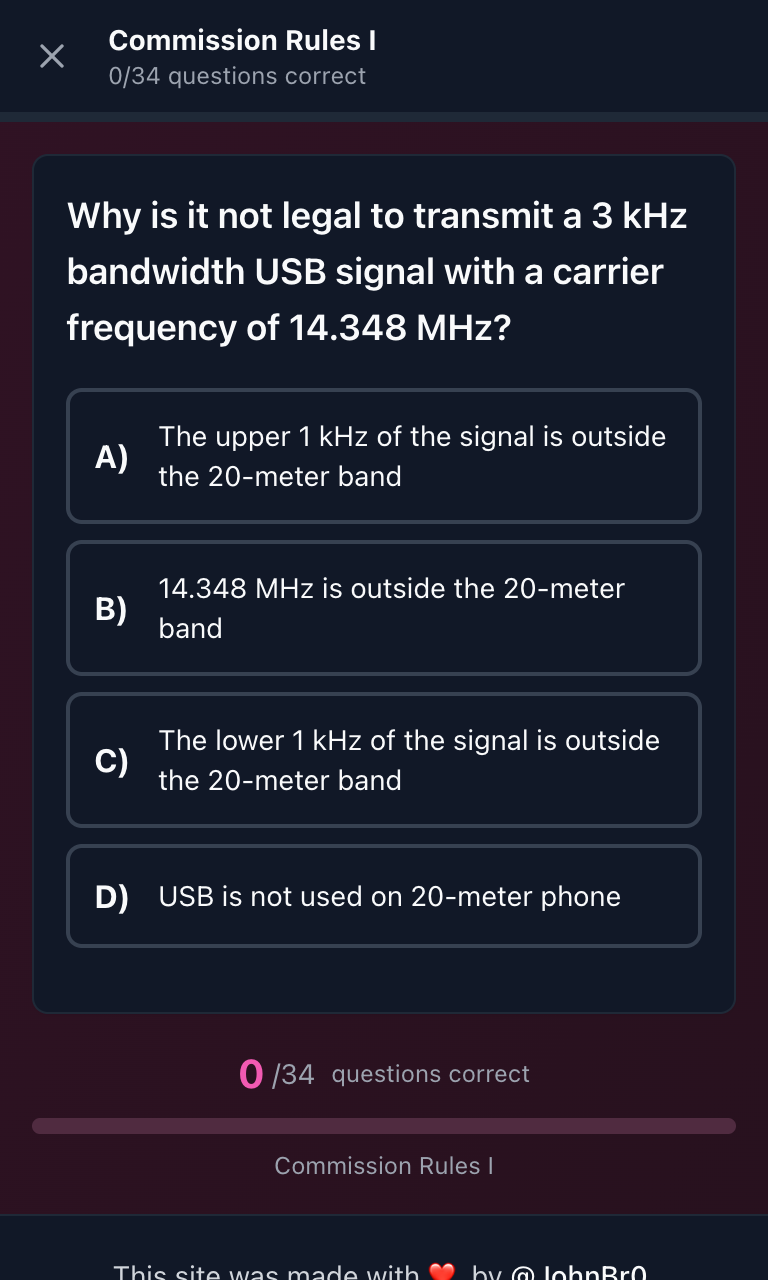 Commission Rules I
0/34 questions correct
Why is it not legal to transmit a 3 kHz
bandwidth USB signal with a carrier
frequency of 14.348 MHz?
A)
The upper 1 kHz of the signal is outside
the 20-meter band
B)
14.348 MHz is outside the 20-meter
band
C)
The lower 1 kHz of the signal is outside
the 20-meter band
D)
USB is not used on 20-meter phone
0 /34 questions correct
Commission Rules I
This site was made with ❤️ by @JohnBr0